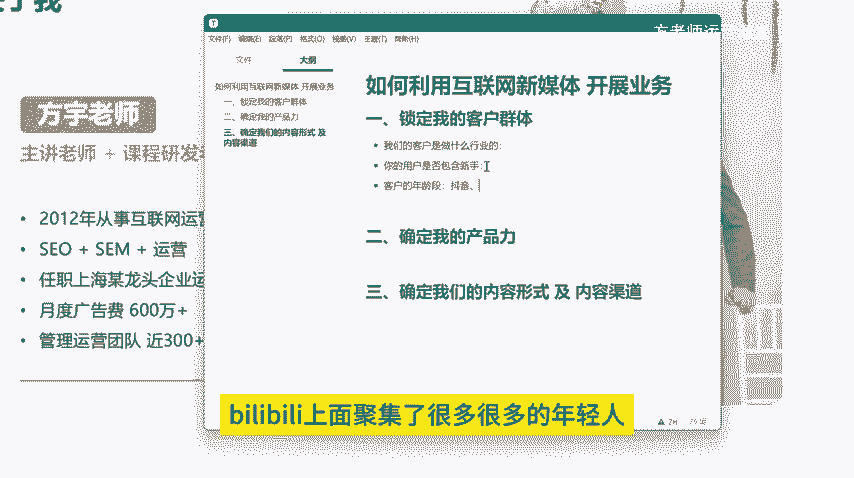 方宇老师
主讲老师 + 课程研发
2012年从事互联网运营
SEO + SEM + 运营
任职上海某龙头企业运
月度广告费 600万+
管理运营团队 近300+
方老师运
文件(F) 编辑(E) 段落(P) 格式(O) 视图(V) 主题(T) 帮助(H)
文件 大纲
如何利用互联网新媒体 开展业务
一、锁定我的客户群体
二、确定我的产品力
三、确定我们的内容形式 及
内容渠道
如何利用互联网新媒体 开展业务
一、锁定我的客户群体
我们的客户是做什么行业的:
你的用户是否包含新手:
客户的年龄段：抖音、
二、确定我的产品力
三、确定我们的内容形式 及 内容渠道
bilibili上面聚集了很多很多的年轻人